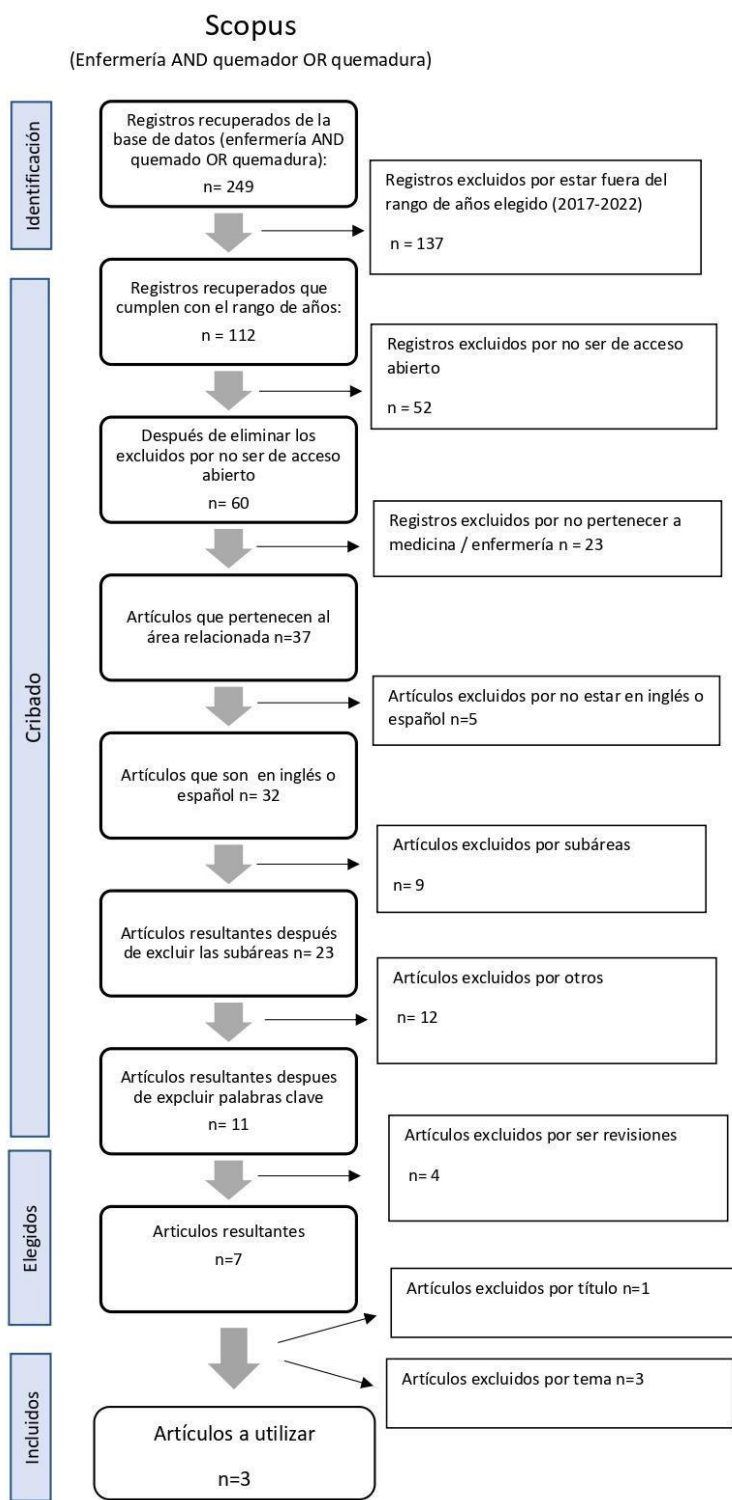 Scopus
(Enfermería AND quemador OR quemadura)
Identificación
Registros recuperados de la
base de datos (enfermería AND
quemado OR quemadura):
n= 249
Registros excluidos por estar fuera del
rango de años elegido (2017-2022)
n = 137
Cribado
Registros recuperados que
cumplen con el rango de años:
n = 112
Registros excluidos por no ser de acceso
abierto
n = 52
Después de eliminar los
excluidos por no ser de acceso
abierto
n= 60
Registros excluidos por no pertenecer a
medicina / enfermería n = 23
Artículos que pertenecen al
área relacionada n=37
Artículos excluidos por no estar en inglés o
español n=5
Artículos que son en inglés o
español n= 32
Artículos excluidos por subáreas
n= 9
Artículos resultantes después
de excluir las subáreas n= 23
Artículos excluidos por otros
n= 12
Artículos resultantes despues
de expcluir palabras clave
n= 11
Artículos excluidos por ser revisiones
n= 4
Elegidos
Articulos resultantes
n=7
Artículos excluidos por título n=1
Artículos excluidos por tema n=3
Incluidos
Artículos a utilizar
n=3